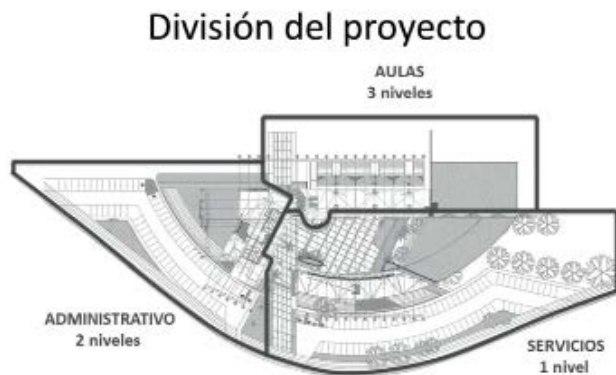 División del proyecto
AULAS
3 niveles
ADMINISTRATIVO
2 niveles
SERVICIOS
1 nivel